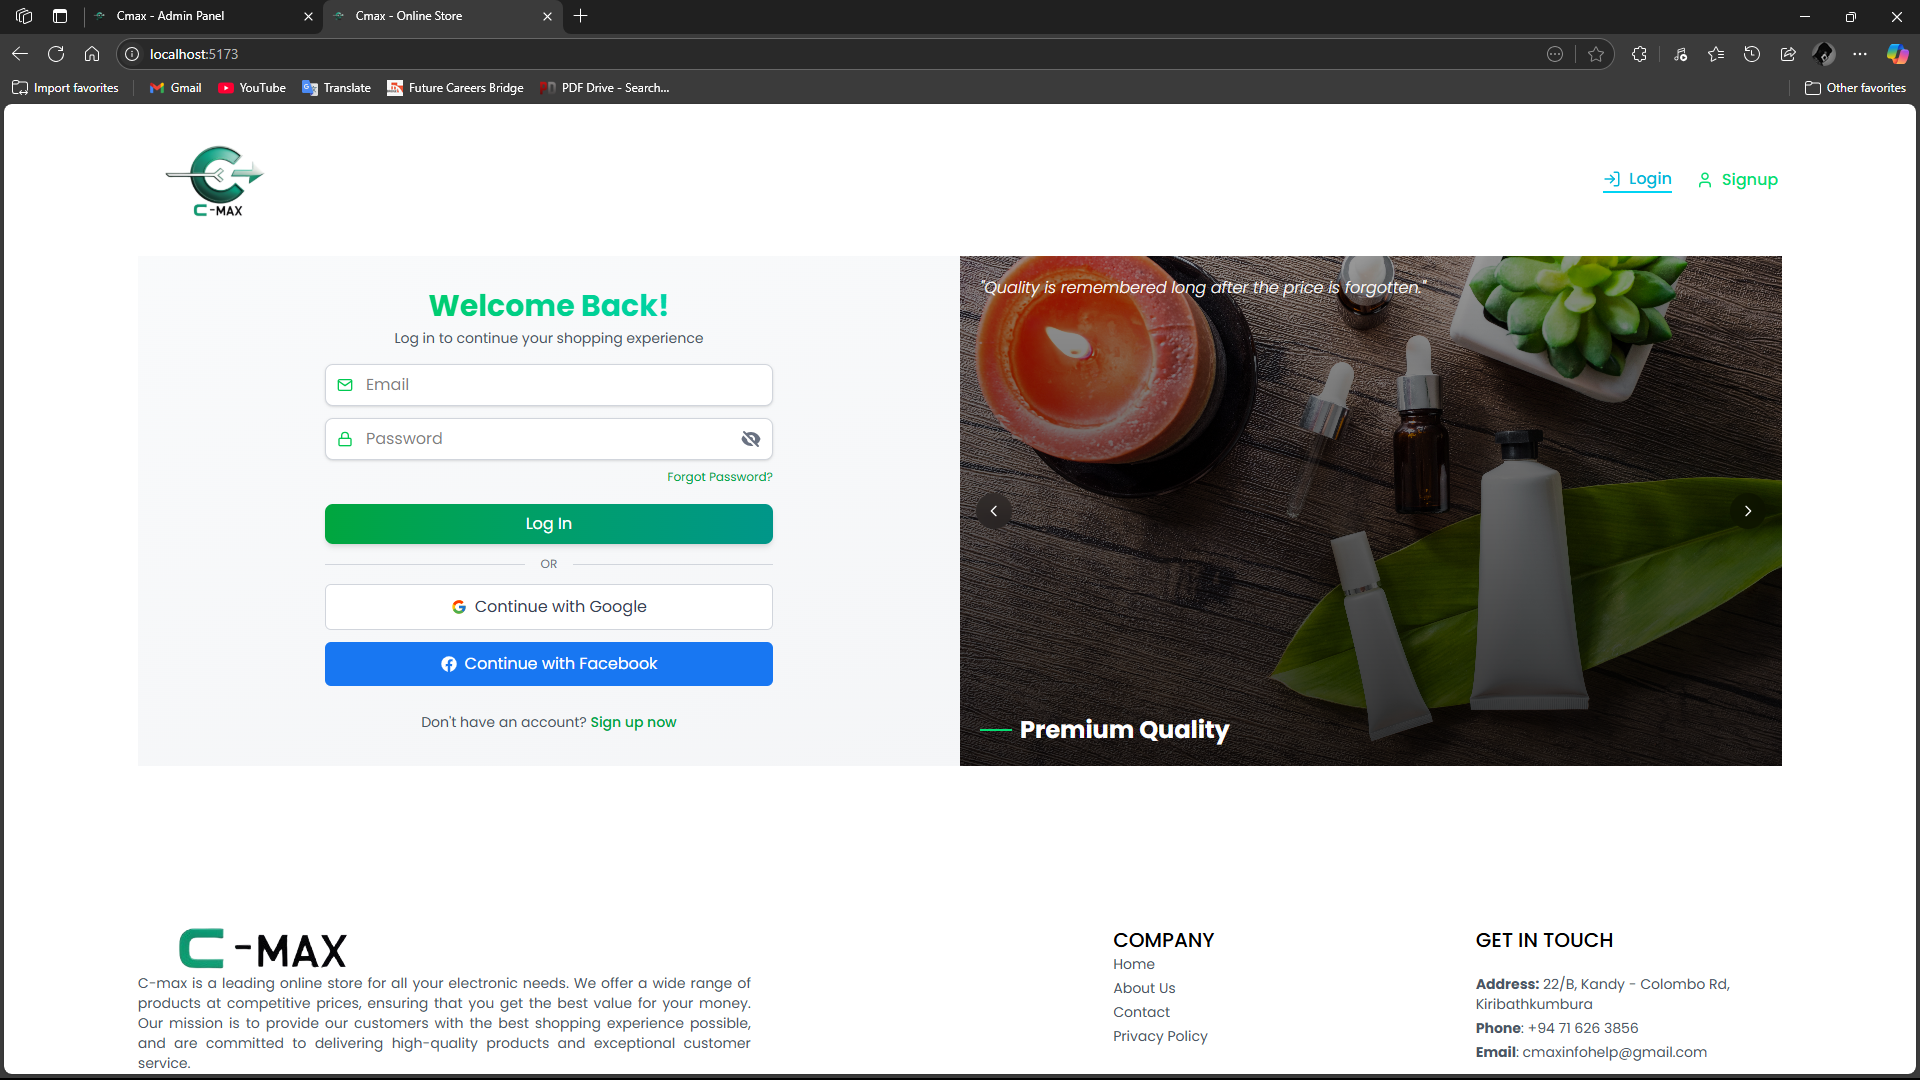 Cmax - Admin Panel
Cmax - Online Store
localhost:5173
Import favorites
Gmail
YouTube
Translate
Future Careers Bridge
PDF Drive - Search...
Other favorites
C-MAX
Login
Signup
Welcome Back!
Log in to continue your shopping experience
Email
Password
Forgot Password?
Log In
OR
Continue with Google
Continue with Facebook
Don't have an account? Sign up now
"Quality is remembered long after the price is forgotten."
Premium Quality
C-MAX
C-max is a leading online store for all your electronic needs. We offer a wide range of
products at competitive prices, ensuring that you get the best value for your money.
Our mission is to provide our customers with the best shopping experience possible,
and are committed to delivering high-quality products and exceptional customer
service.
COMPANY
Home
About Us
Contact
Privacy Policy
GET IN TOUCH
Address: 22/B, Kandy - Colombo Rd,
Kiribathkumbura
Phone: +94 71 626 3856
Email: cmaxinfohelp@gmail.com